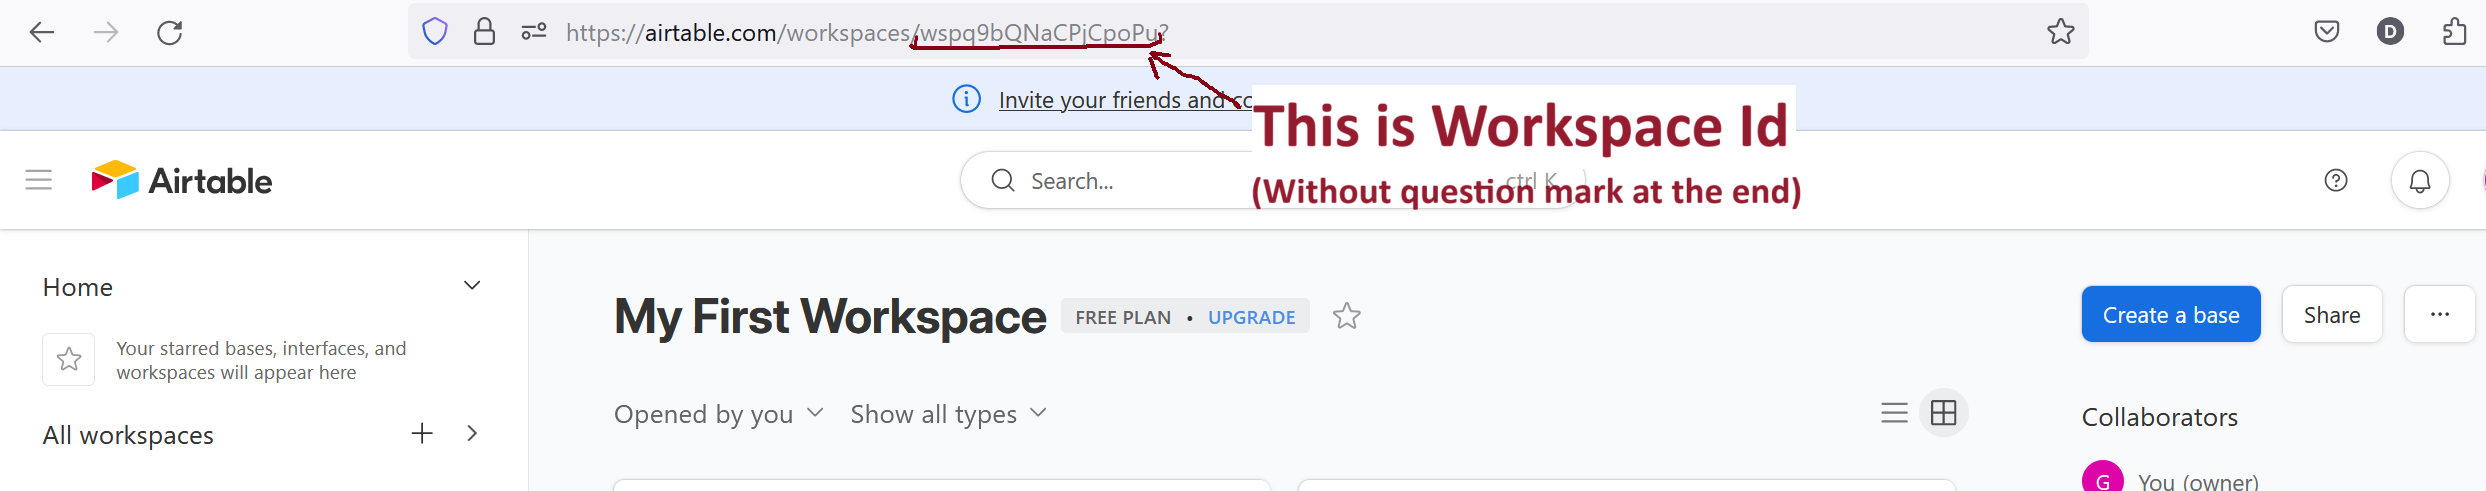 https://airtable.com/workspaces/wspq9bQNaCPjCpoPu?
D
Invite your friends and co
This is Workspace Id
(Without question mark at the end)
Airtable
Search...
ctrl K
Home
Your starred bases, interfaces, and
workspaces will appear here
All workspaces
My First Workspace
FREE PLAN • UPGRADE
Create a base
Share
...
Opened by you
Show all types
Collaborators
G
You (owner)